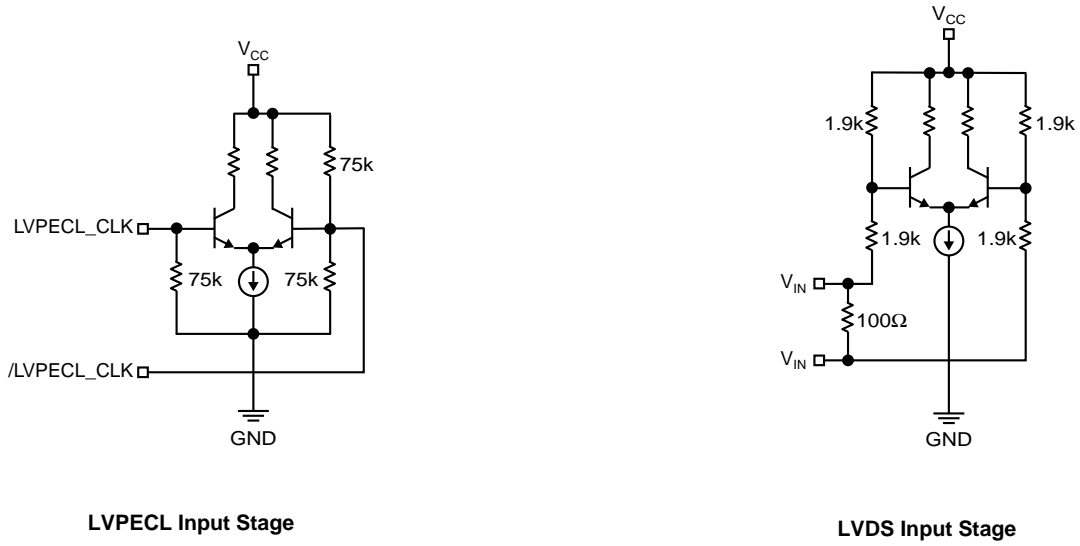 V_CC
75k
LVPECL_CLK
75k
75k
/LVPECL_CLK
GND
LVPECL Input Stage
V_CC
1.9k
1.9k
1.9k
1.9k
V_IN
100Ω
V_IN
GND
LVDS Input Stage